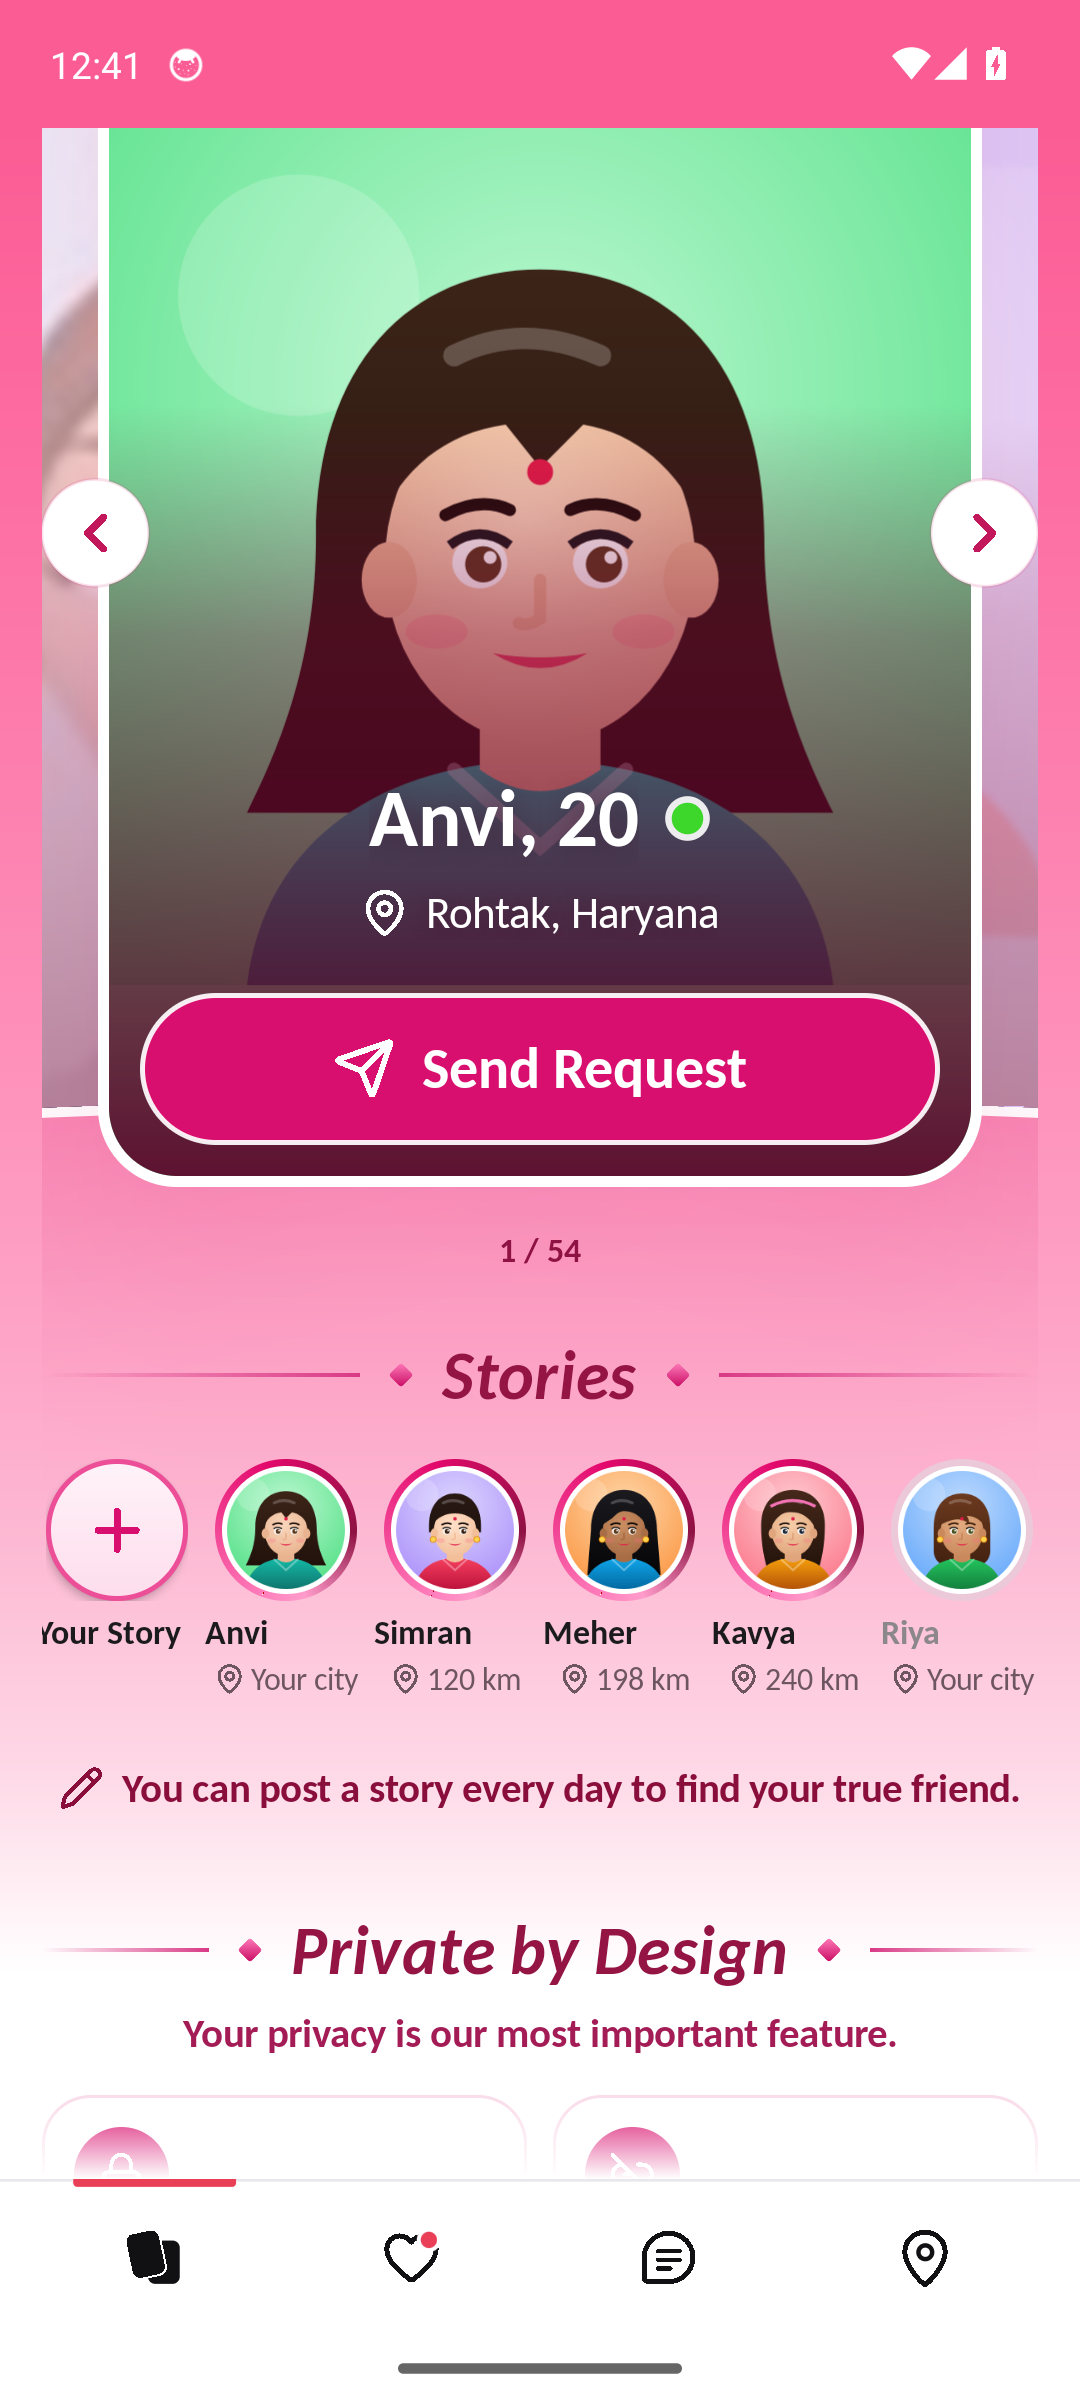 12:41
Anvi, 20
Rohtak, Haryana
Send Request
1 / 54
Stories
Your Story
Anvi
Simran
Meher
Kavya
Riya
Your city
120 km
198 km
240 km
Your city
You can post a story every day to find your true friend.
Private by Design
Your privacy is our most important feature.